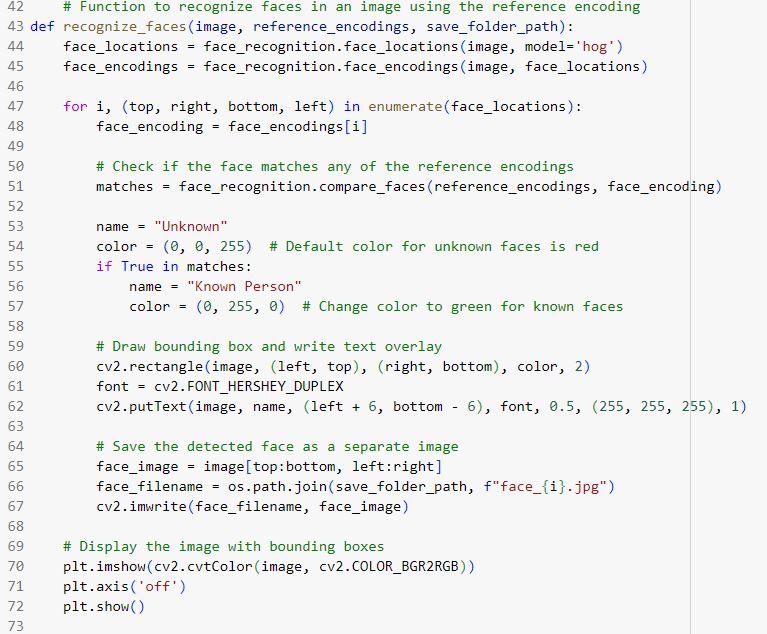 42 # Function to recognize faces in an image using the reference encoding
43 def recognize_faces(image, reference_encodings, save_folder_path):
44     face_locations = face_recognition.face_locations(image, model='hog')
45     face_encodings = face_recognition.face_encodings(image, face_locations)
46
47     for i, (top, right, bottom, left) in enumerate(face_locations):
48         face_encoding = face_encodings[i]
49
50         # Check if the face matches any of the reference encodings
51         matches = face_recognition.compare_faces(reference_encodings, face_encoding)
52
53         name = "Unknown"
54         color = (0, 0, 255)  # Default color for unknown faces is red
55         if True in matches:
56             name = "Known Person"
57             color = (0, 255, 0)  # Change color to green for known faces
58
59         # Draw bounding box and write text overlay
60         cv2.rectangle(image, (left, top), (right, bottom), color, 2)
61         font = cv2.FONT_HERSHEY_DUPLEX
62         cv2.putText(image, name, (left + 6, bottom - 6), font, 0.5, (255, 255, 255), 1)
63
64         # Save the detected face as a separate image
65         face_image = image[top:bottom, left:right]
66         face_filename = os.path.join(save_folder_path, f"face_{i}.jpg")
67         cv2.imwrite(face_filename, face_image)
68
69     # Display the image with bounding boxes
70     plt.imshow(cv2.cvtColor(image, cv2.COLOR_BGR2RGB))
71     plt.axis('off')
72     plt.show()
73